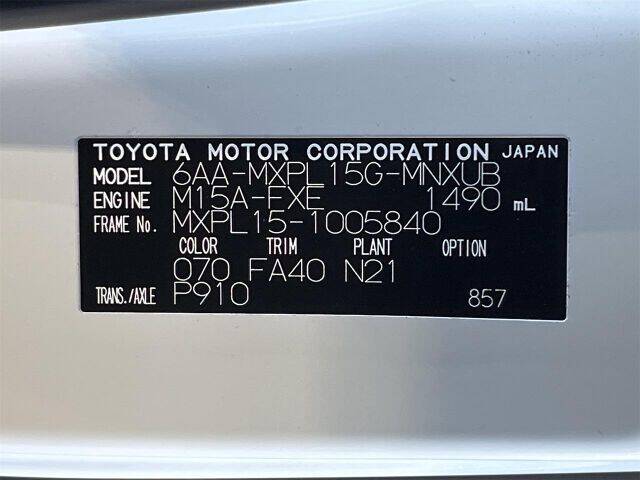 TOYOTA MOTOR CORPORATION JAPAN
MODEL 6AA-MXPL15G-MNXUB
ENGINE M15A-FXE 1490 mL
FRAME No. MXPL15-1005840
COLOR TRIM PLANT OPTION
070 FA40 N21
TRANS./AXLE P910 857